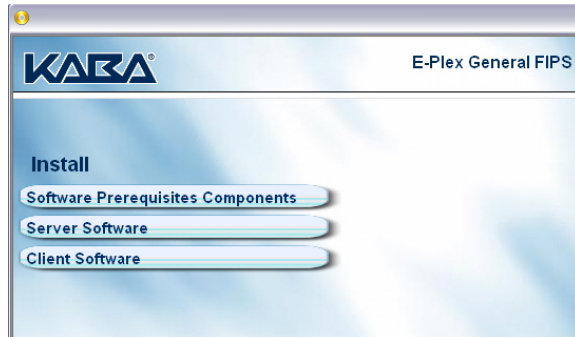 KABA®
E-Plex General FIPS
Install
Software Prerequisites Components
Server Software
Client Software